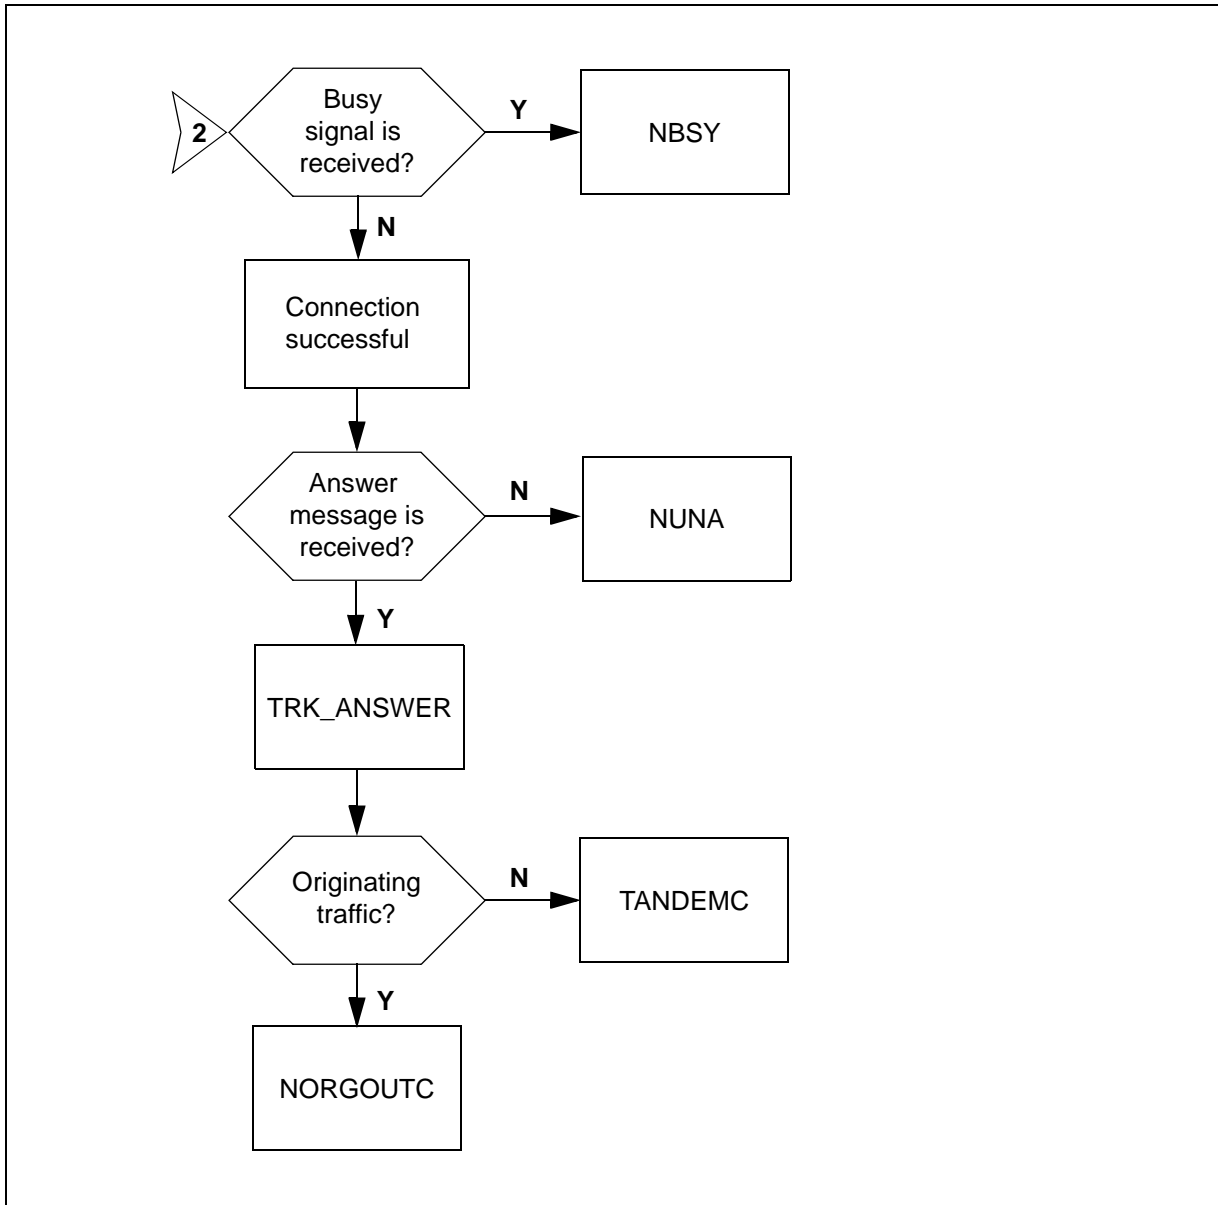 2
Busy
signal is
received?
Y
NBSY
N
Connection
successful
Answer
message is
received?
N
NUNA
Y
TRK_ANSWER
Originating
traffic?
N
TANDEMC
Y
NORGOUTC